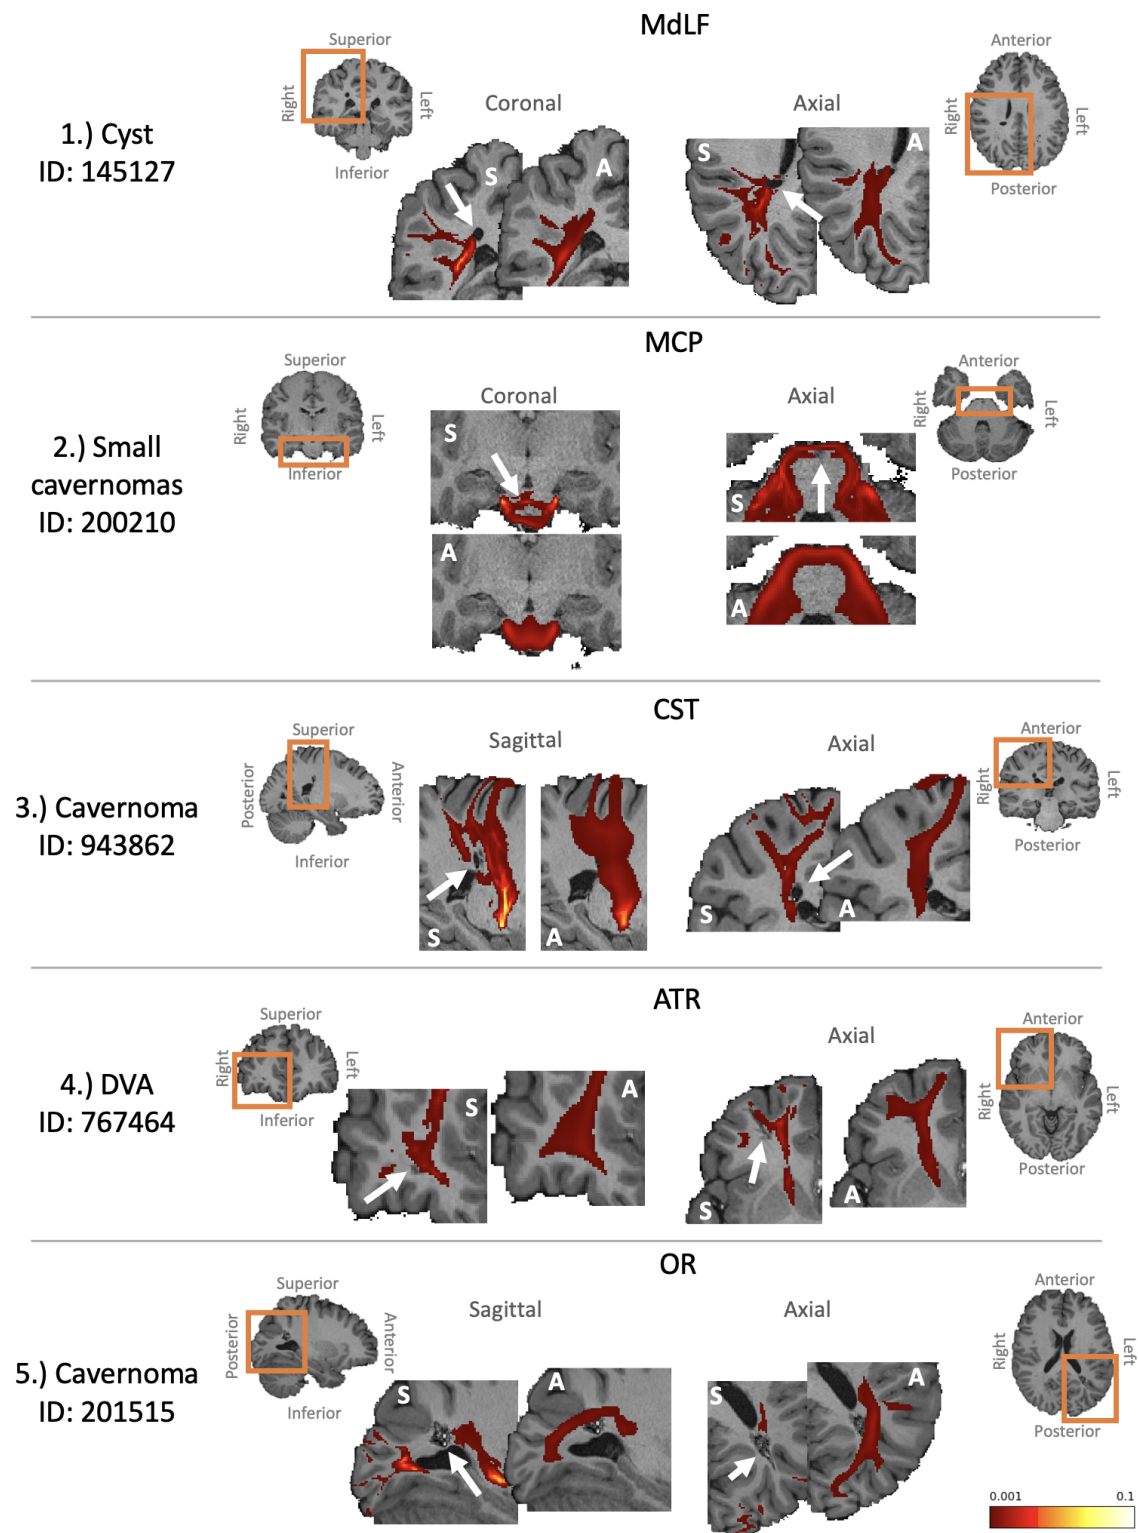 MdLF
1.) Cyst
ID: 145127
Superior
Right
Left
Inferior
Coronal
S
A
Axial
S
A
Anterior
Right
Left
Posterior
MCP
2.) Small
cavernomas
ID: 200210
Superior
Right
Left
Inferior
Coronal
S
A
Axial
S
A
Anterior
Right
Left
Posterior
CST
3.) Cavernoma
ID: 943862
Superior
Posterior
Anterior
Inferior
Sagittal
S
A
Axial
S
A
Anterior
Right
Left
Posterior
ATR
4.) DVA
ID: 767464
Superior
Right
Left
Inferior
S
A
Axial
S
A
Anterior
Right
Left
Posterior
OR
5.) Cavernoma
ID: 201515
Superior
Posterior
Anterior
Inferior
Sagittal
S
A
Axial
S
A
Anterior
Right
Left
Posterior
0.001 0.1